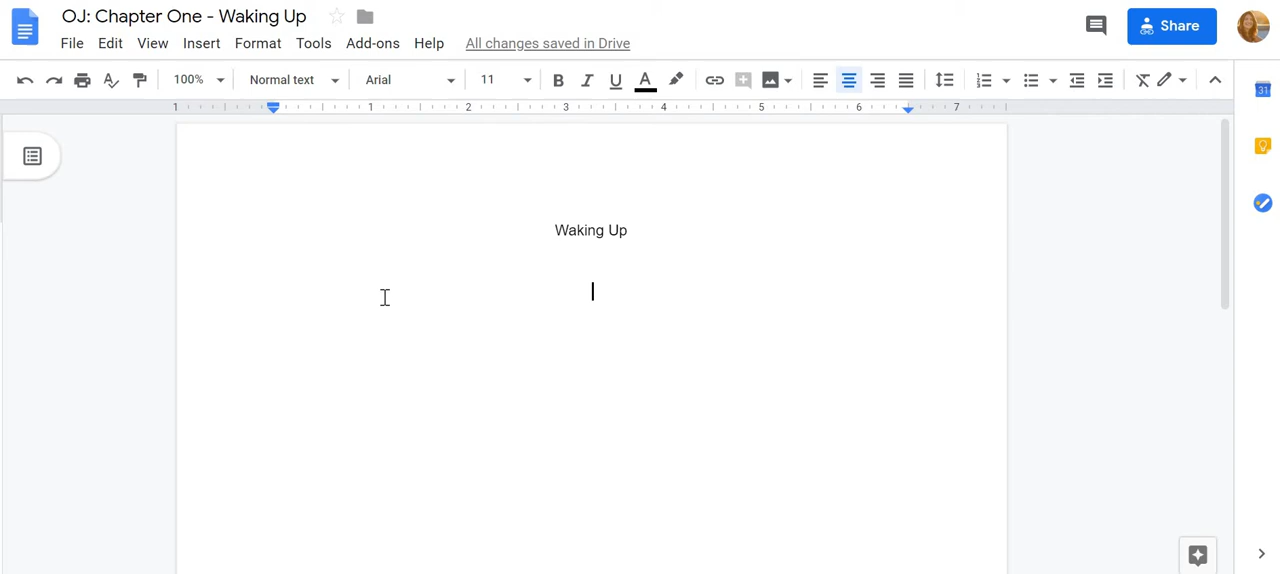 OJ: Chapter One - Waking Up
Share
File Edit View Insert Format Tools Add-ons Help All changes saved in Drive
100% Normal text Arial 11 B I U A
1 1 2 3 4 5 6 7
31
Waking Up